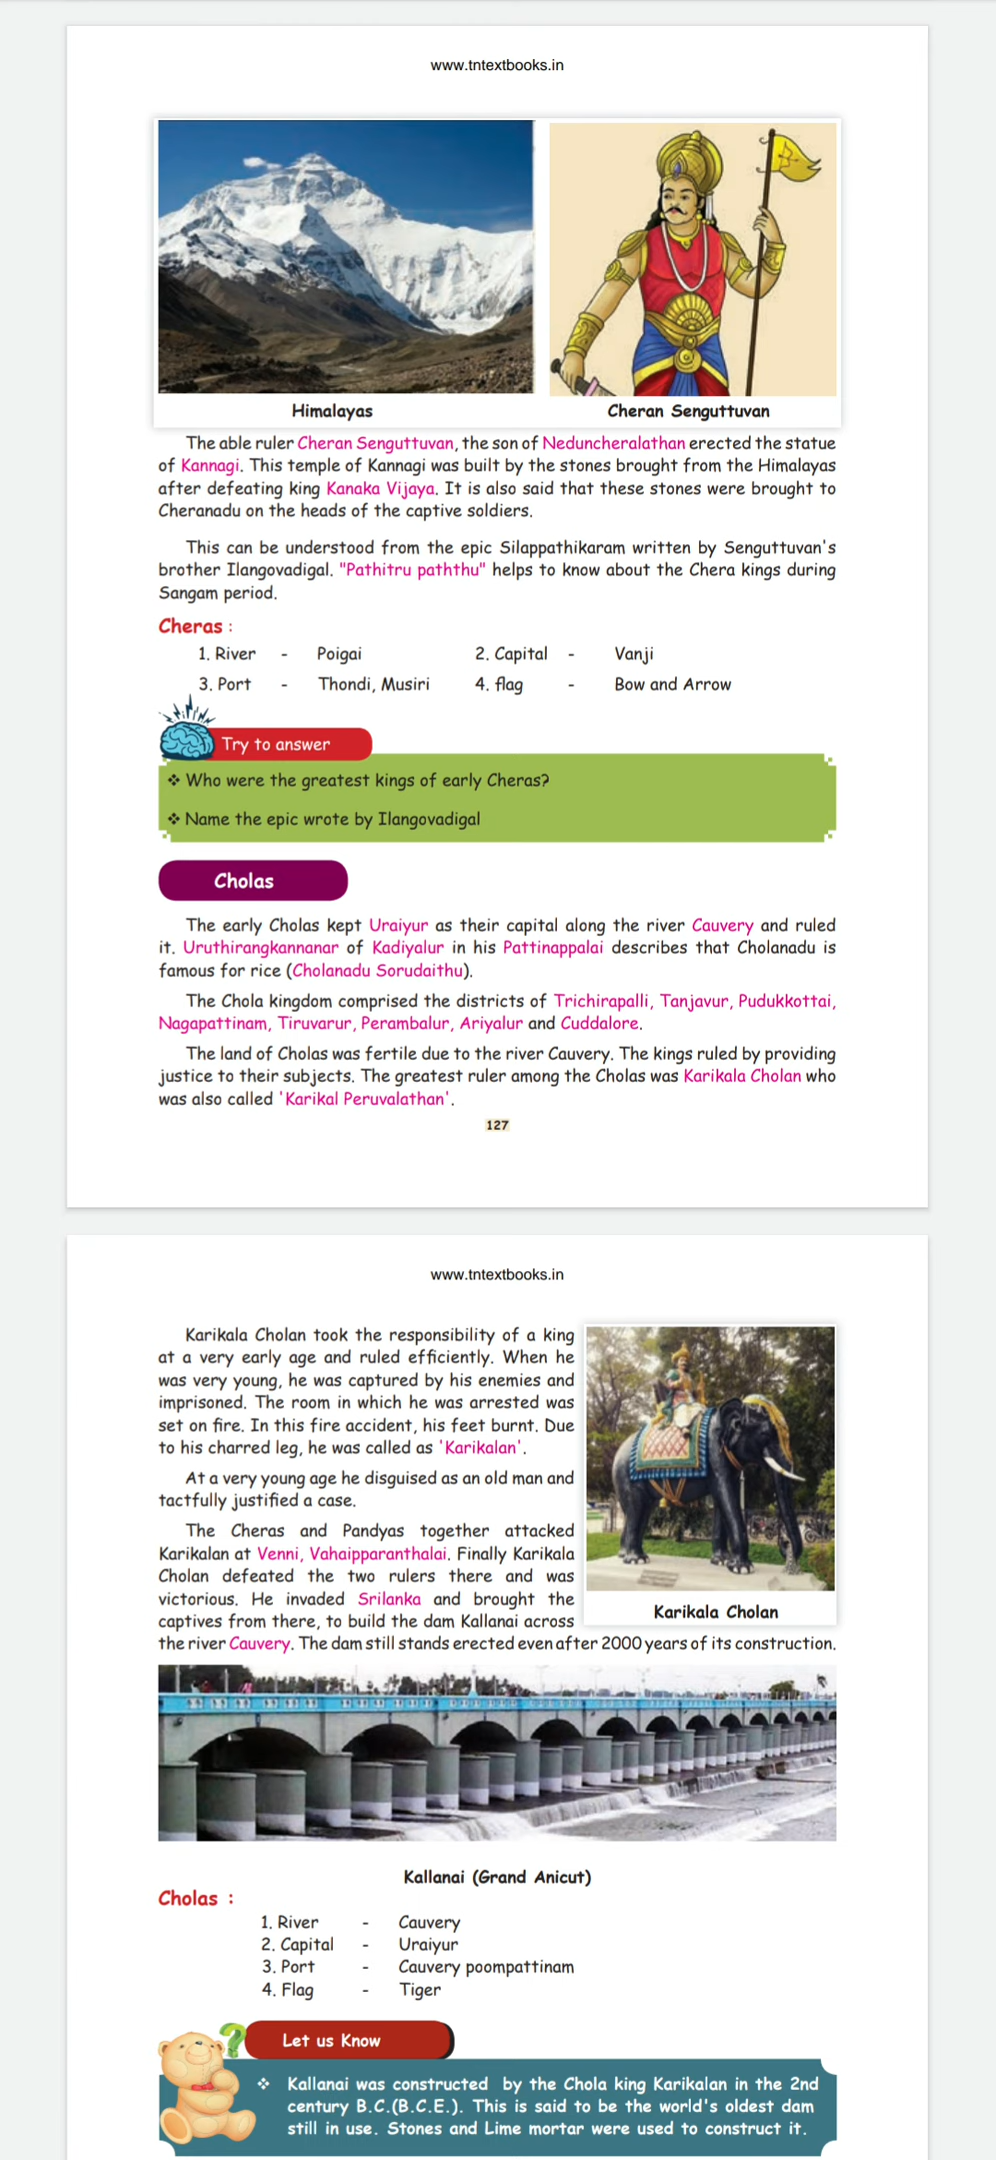 www.tntextbooks.in
Himalayas
Cheran Senguttuvan
The able ruler Cheran Senguttuvan, the son of Neduncheralathan erected the statue
of Kannagi. This temple of Kannagi was built by the stones brought from the Himalayas
after defeating king Kanaka Vijaya. It is also said that these stones were brought to
Cheranadu on the heads of the captive soldiers.
This can be understood from the epic Silappathikaram written by Senguttuvan's
brother Ilangovadigal. "Pathitru paththu" helps to know about the Chera kings during
Sangam period.
Cheras :
1. River - Poigai 2. Capital - Vanji
3. Port - Thondi, Musiri 4. flag - Bow and Arrow
Try to answer
❖ Who were the greatest kings of early Cheras?
❖ Name the epic wrote by Ilangovadigal
Cholas
The early Cholas kept Uraiyur as their capital along the river Cauvery and ruled
it. Uruthirangkannanar of Kadiyalur in his Pattinappalai describes that Cholanadu is
famous for rice (Cholanadu Sorudaithu).
The Chola kingdom comprised the districts of Trichirapalli, Tanjavur, Pudukkottai,
Nagapattinam, Tiruvarur, Perambalur, Ariyalur and Cuddalore.
The land of Cholas was fertile due to the river Cauvery. The kings ruled by providing
justice to their subjects. The greatest ruler among the Cholas was Karikala Cholan who
was also called 'Karikal Peruvalathan'.
127
www.tntextbooks.in
Karikala Cholan took the responsibility of a king
at a very early age and ruled efficiently. When he
was very young, he was captured by his enemies and
imprisoned. The room in which he was arrested was
set on fire. In this fire accident, his feet burnt. Due
to his charred leg, he was called as 'Karikalan'.
At a very young age he disguised as an old man and
tactfully justified a case.
The Cheras and Pandyas together attacked
Karikalan at Venni, Vahaipparanthalai. Finally Karikala
Cholan defeated the two rulers there and was
victorious. He invaded Srilanka and brought the
captives from there, to build the dam Kallanai across
the river Cauvery. The dam still stands erected even after 2000 years of its construction.
Karikala Cholan
Kallanai (Grand Anicut)
Cholas :
1. River - Cauvery
2. Capital - Uraiyur
3. Port - Cauvery poompattinam
4. Flag - Tiger
Let us Know
❖ Kallanai was constructed by the Chola king Karikalan in the 2nd
century B.C.(B.C.E.). This is said to be the world's oldest dam
still in use. Stones and Lime mortar were used to construct it.